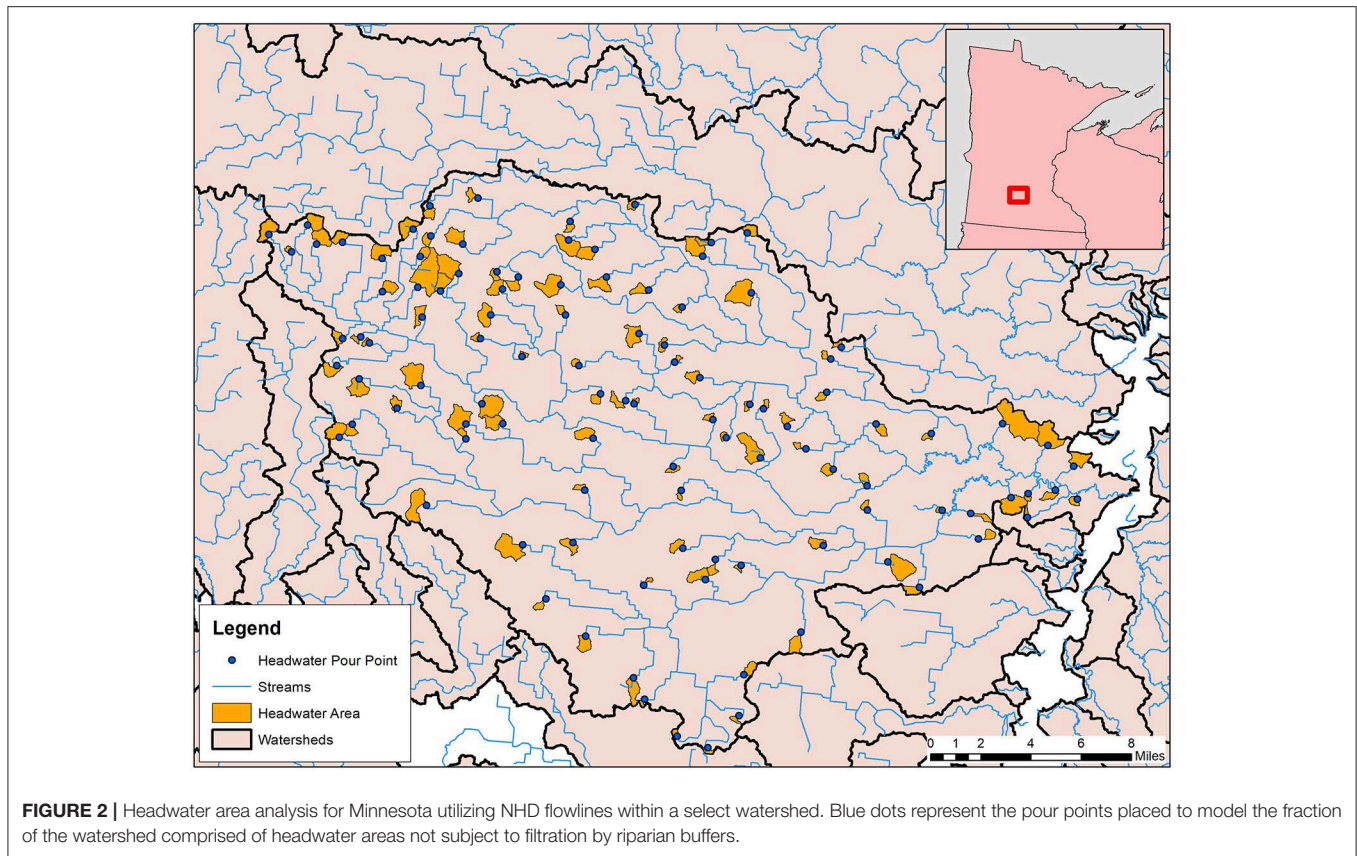 Legend
Headwater Pour Point
Streams
Headwater Area
Watersheds
0 1 2 4 6 8
Miles
FIGURE 2 | Headwater area analysis for Minnesota utilizing NHD flowlines within a select watershed. Blue dots represent the pour points placed to model the fraction
of the watershed comprised of headwater areas not subject to filtration by riparian buffers.